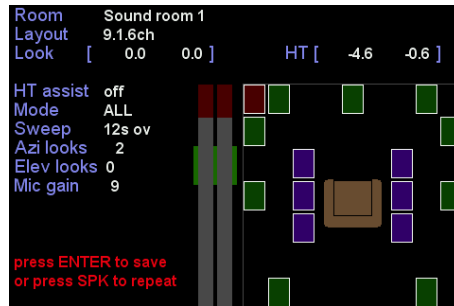 Room Sound room 1
Layout 9.1.6ch
Look [ 0.0 0.0 ] HT [ -4.6 -0.6 ]
HT assist off
Mode ALL
Sweep 12s ov
Azi looks 2
Elev looks 0
Mic gain 9
press ENTER to save
or press SPK to repeat